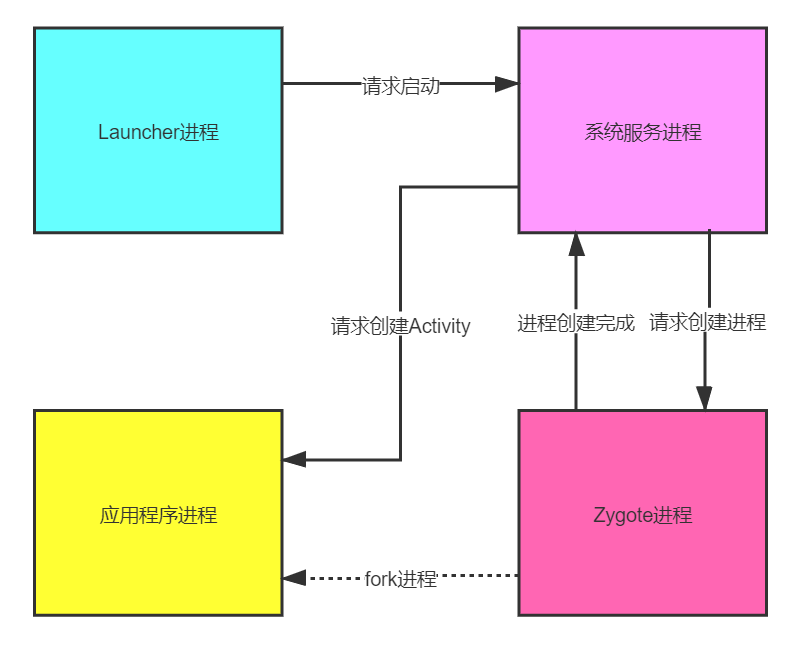 请求启动
Launcher进程
系统服务进程
请求创建Activity
进程创建完成
请求创建进程
应用程序进程
Zygote进程
fork进程